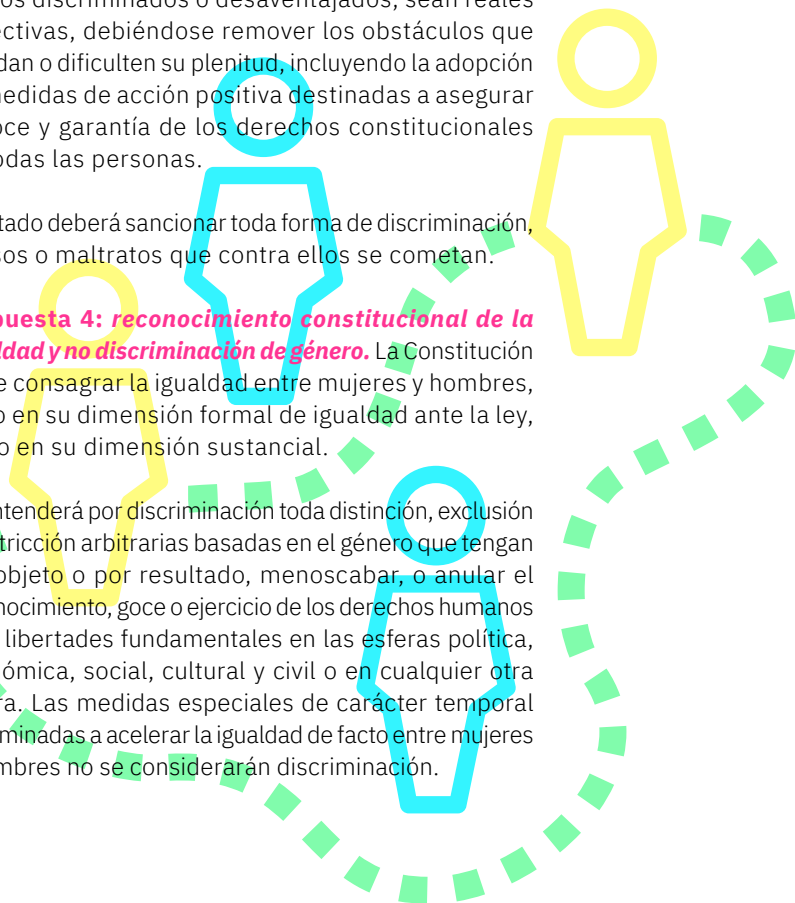 os discriminados o desaventajados, sean reales
ectivas, debiéndose remover los obstáculos que
dan o dificulten su plenitud, incluyendo la adopción
medidas de acción positiva destinadas a asegurar
oce y garantía de los derechos constitucionales
odas las personas.
tado deberá sancionar toda forma de discriminación,
sos o maltratos que contra ellos se cometan.
puesta 4: reconocimiento constitucional de la
ldad y no discriminación de género. La Constitución
e consagrar la igualdad entre mujeres y hombres,
o en su dimensión formal de igualdad ante la ley,
o en su dimensión sustancial.
ntenderá por discriminación toda distinción, exclusión
tricción arbitrarias basadas en el género que tengan
objeto o por resultado, menoscabar, o anular el
nocimiento, goce o ejercicio de los derechos humanos
libertades fundamentales en las esferas política,
ómica, social, cultural y civil o en cualquier otra
ra. Las medidas especiales de carácter temporal
minadas a acelerar la igualdad de facto entre mujeres
mbres no se considerarán discriminación.